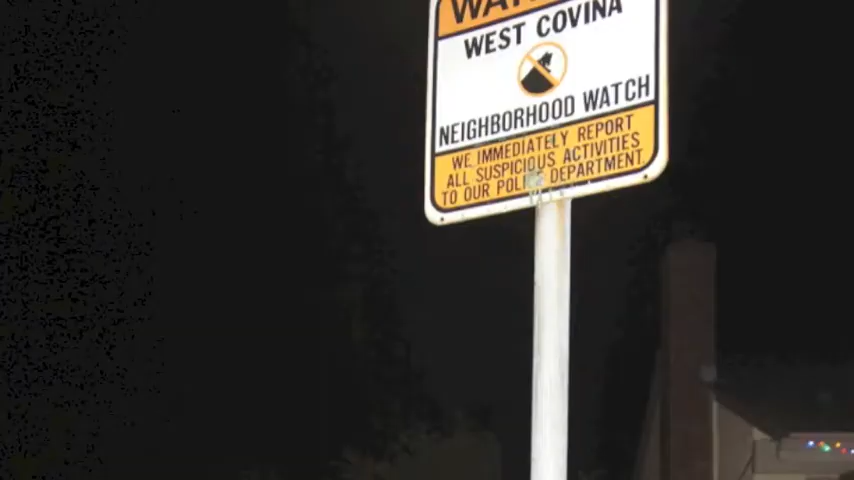 WEST COVINA
NEIGHBORHOOD WATCH
WE IMMEDIATELY REPORT
ALL SUSPICIOUS ACTIVITIES
TO OUR POLICE DEPARTMENT.